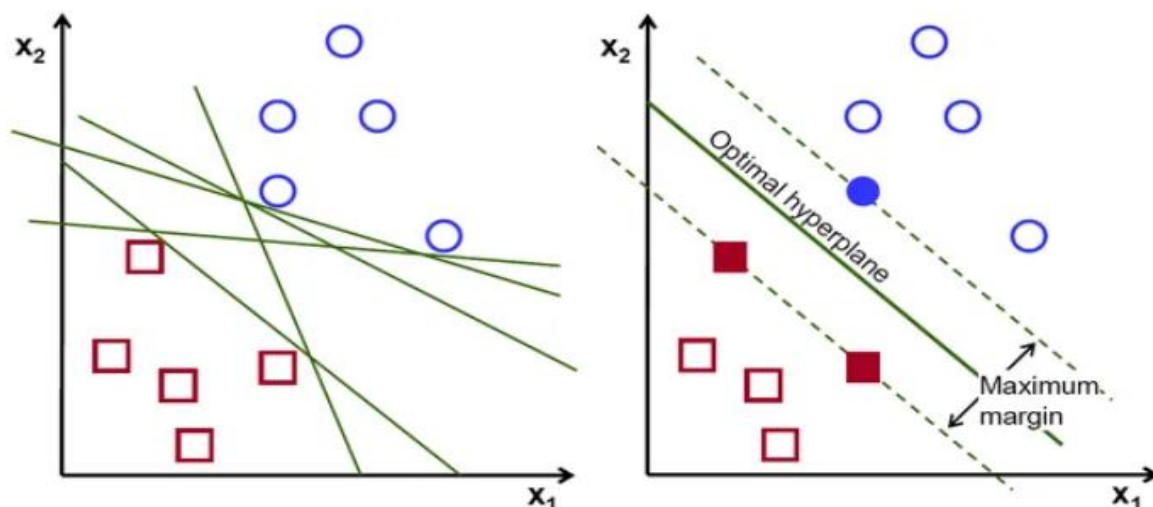 x₂
x₁
x₂
Optimal hyperplane
Maximum
margin
x₁